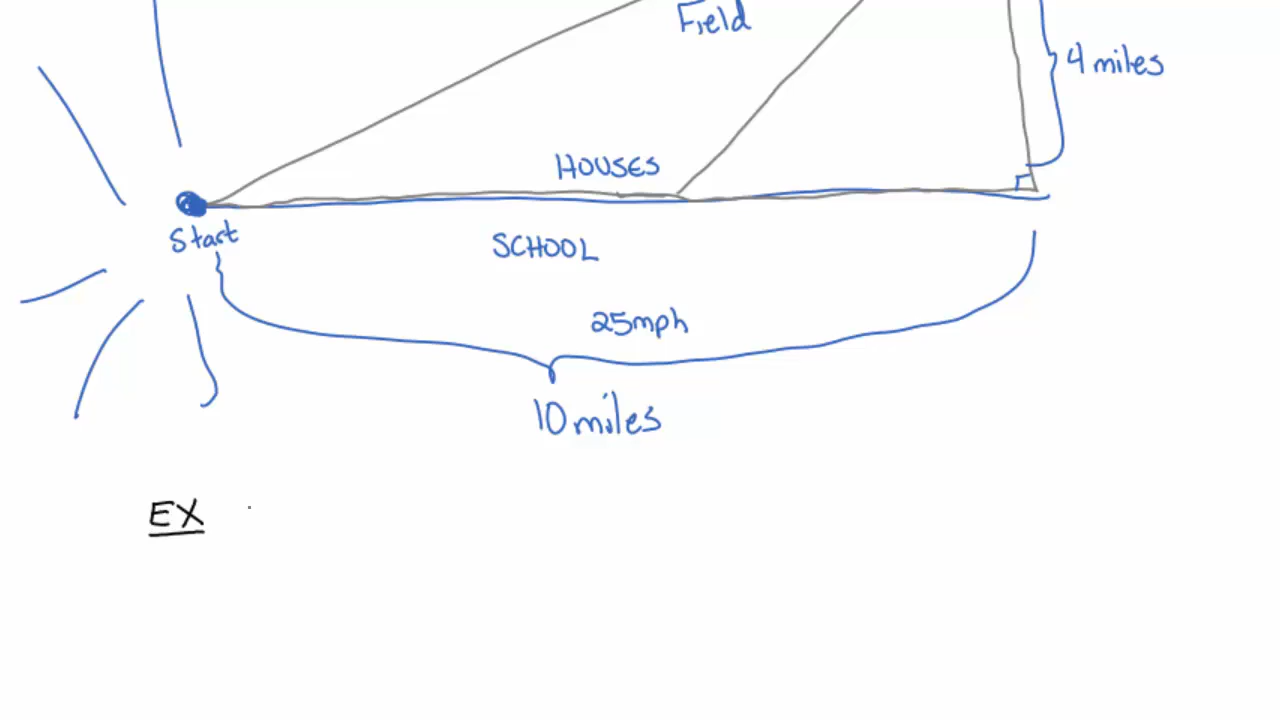 Field
4 miles
HOUSES
Start
SCHOOL
25mph
10 miles
EX